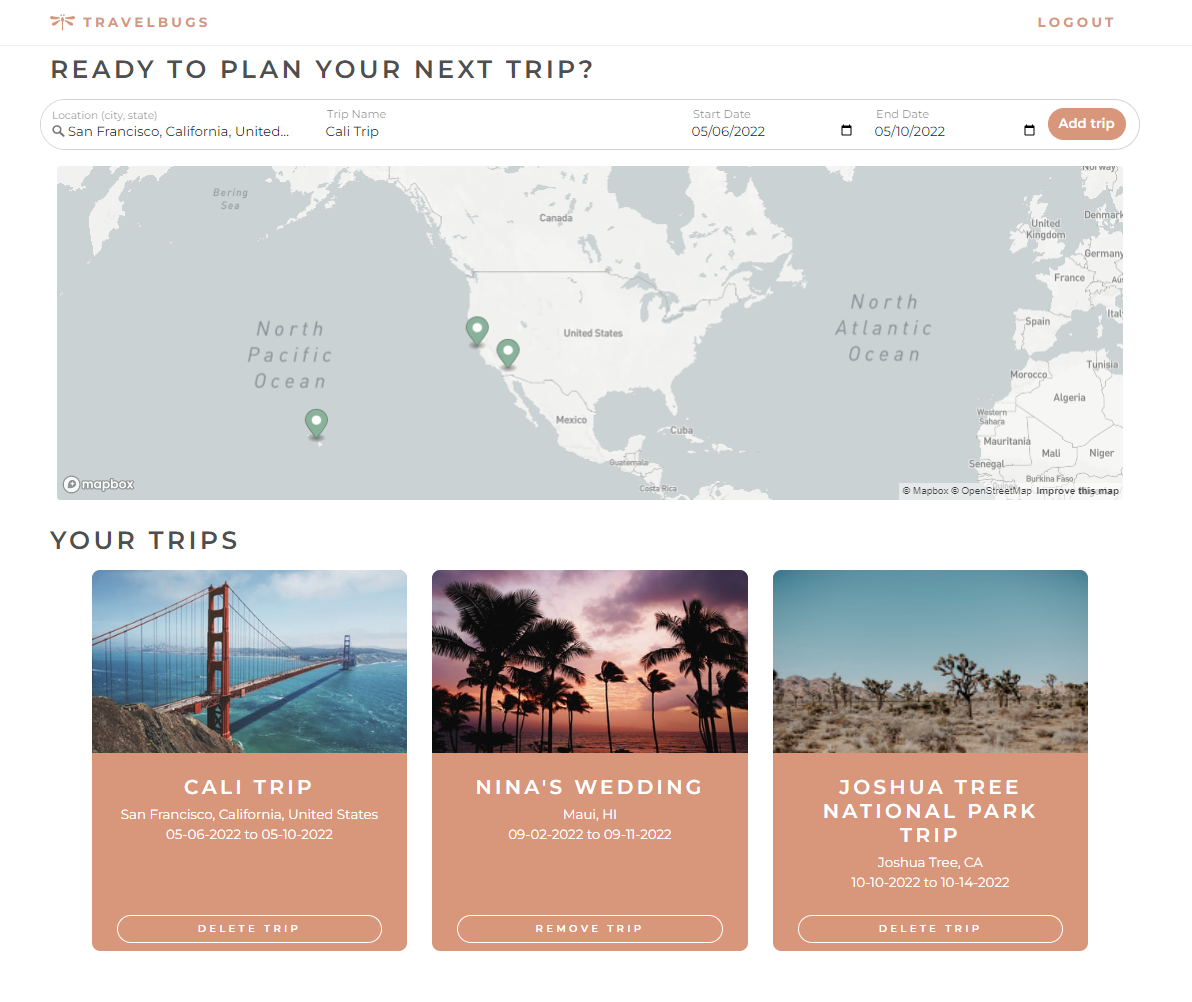 TRAVELBUGS
LOGOUT
READY TO PLAN YOUR NEXT TRIP?
Location (city, state)
San Francisco, California, United...
Trip Name
Cali Trip
Start Date
05/06/2022
End Date
05/10/2022
Add trip
Bering
Sea
Canada
Norway
United
Kingdom
Denmark
Germany
France
North
Pacific
Ocean
United States
North
Atlantic
Ocean
Spain
Ital
Morocco
Tunisia
Algeria
Western
Sahara
Mexico
Cuba
Mauritania
Mali
Niger
Guatemala
Senegal
Burkina Faso
Costa Rica
mapbox
© Mapbox © OpenStreetMap Improve this map
YOUR TRIPS
CALI TRIP
San Francisco, California, United States
05-06-2022 to 05-10-2022
DELETE TRIP
NINA'S WEDDING
Maui, HI
09-02-2022 to 09-11-2022
REMOVE TRIP
JOSHUA TREE
NATIONAL PARK
TRIP
Joshua Tree, CA
10-10-2022 to 10-14-2022
DELETE TRIP